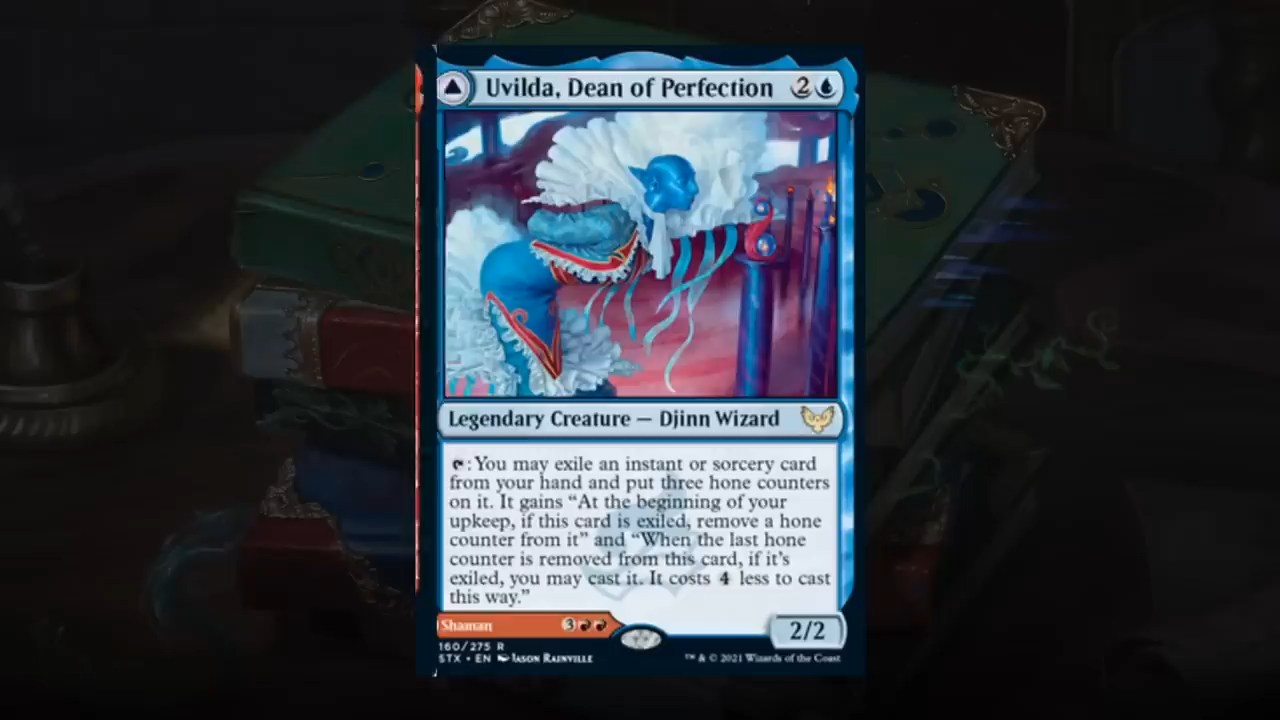 Uvilda, Dean of Perfection 2
Legendary Creature — Djinn Wizard
: You may exile an instant or sorcery card
from your hand and put three hone counters
on it. It gains “At the beginning of your
upkeep, if this card is exiled, remove a hone
counter from it” and “When the last hone
counter is removed from this card, if it's
exiled, you may cast it. It costs 4 less to cast
this way.”
Shaman 3
2/2
160/275 R
STX • EN Jason Rainville
™ & © 2021 Wizards of the Coast